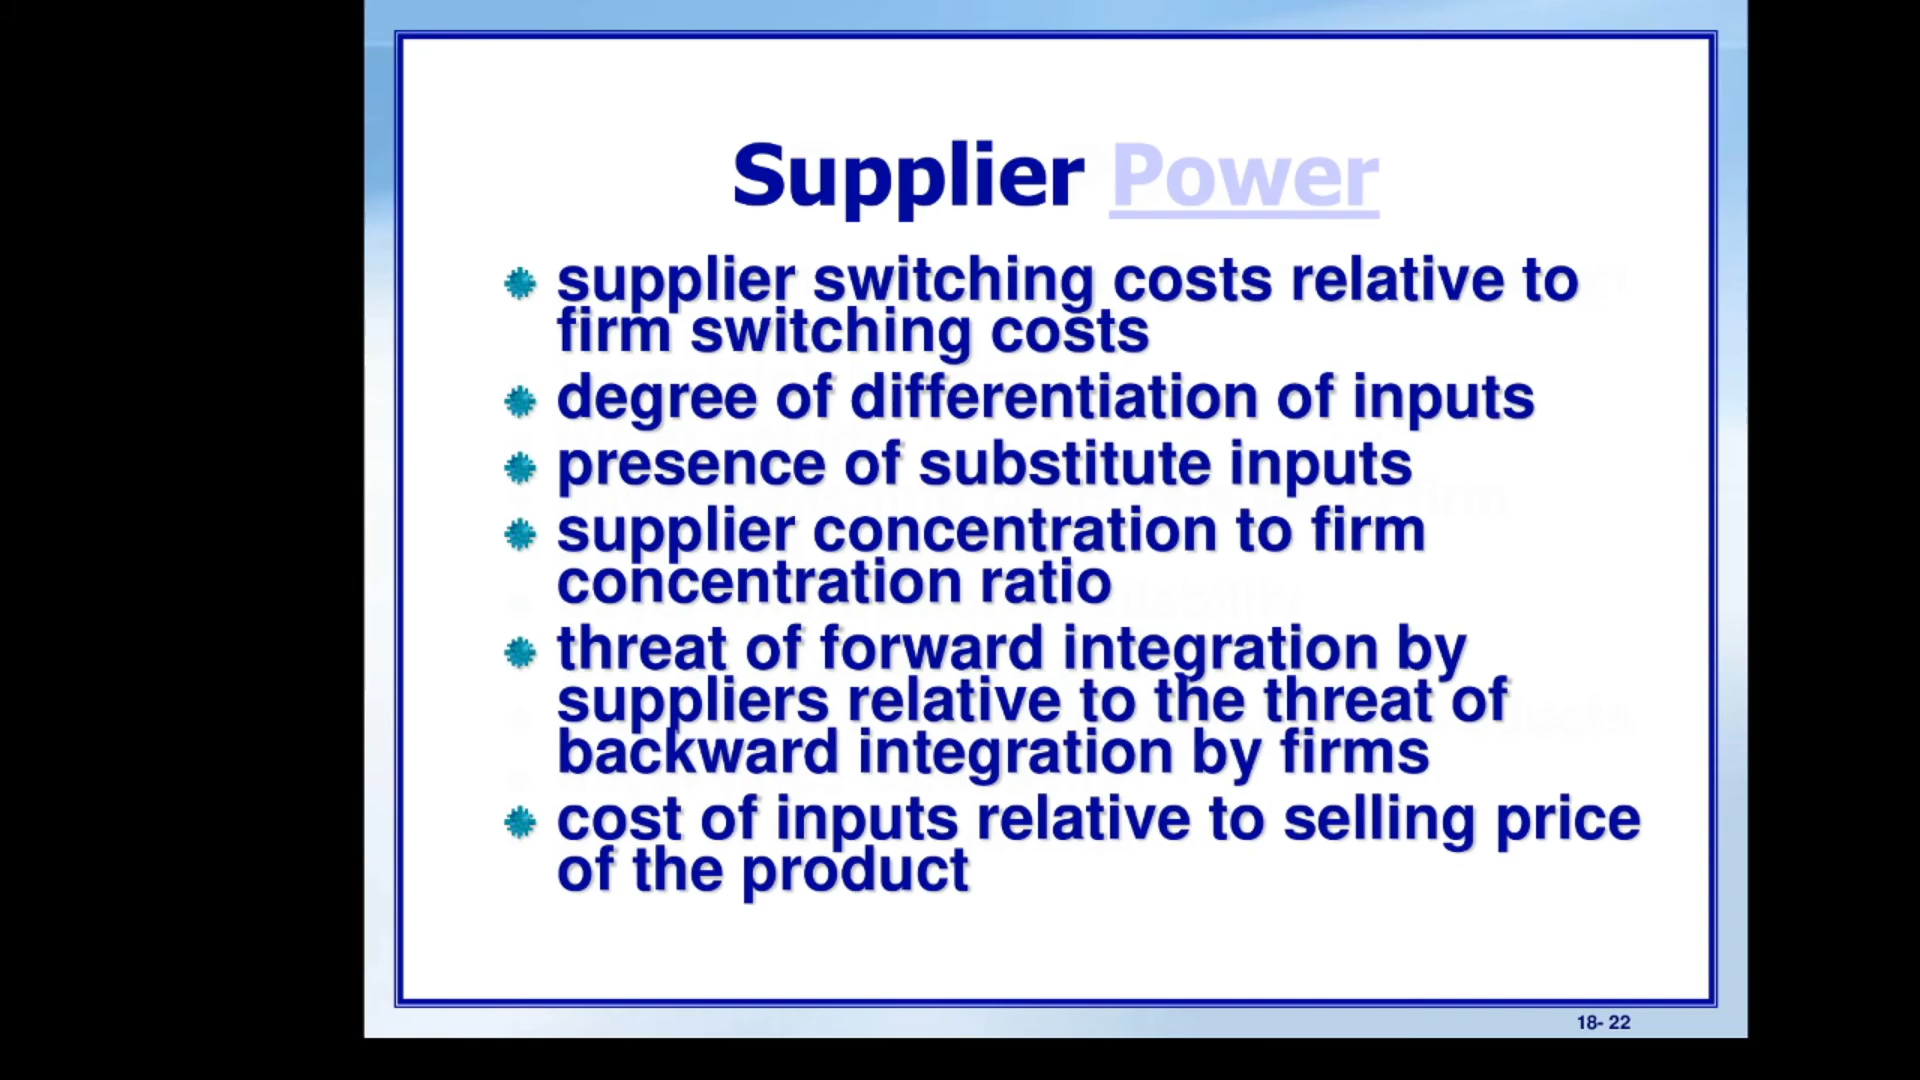 Supplier Power
supplier switching costs relative to
firm switching costs
degree of differentiation of inputs
presence of substitute inputs
supplier concentration to firm
concentration ratio
threat of forward integration by
suppliers relative to the threat of
backward integration by firms
cost of inputs relative to selling price
of the product
18- 22